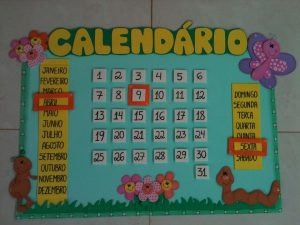 CALENDÁRIO
JANEIRO
FEVEREIRO
MARÇO
ABRIL
MAIO
JUNHO
JULHO
AGOSTO
SETEMBRO
OUTUBRO
NOVEMBRO
DEZEMBRO
1 2 3 4 5 6
7 8 9 10 11 12
13 14 15 16 17 18
19 20 21 22 23 24
25 26 27 28 29 30
31
DOMINGO
SEGUNDA
TERÇA
QUARTA
QUINTA
SEXTA
SÁBADO